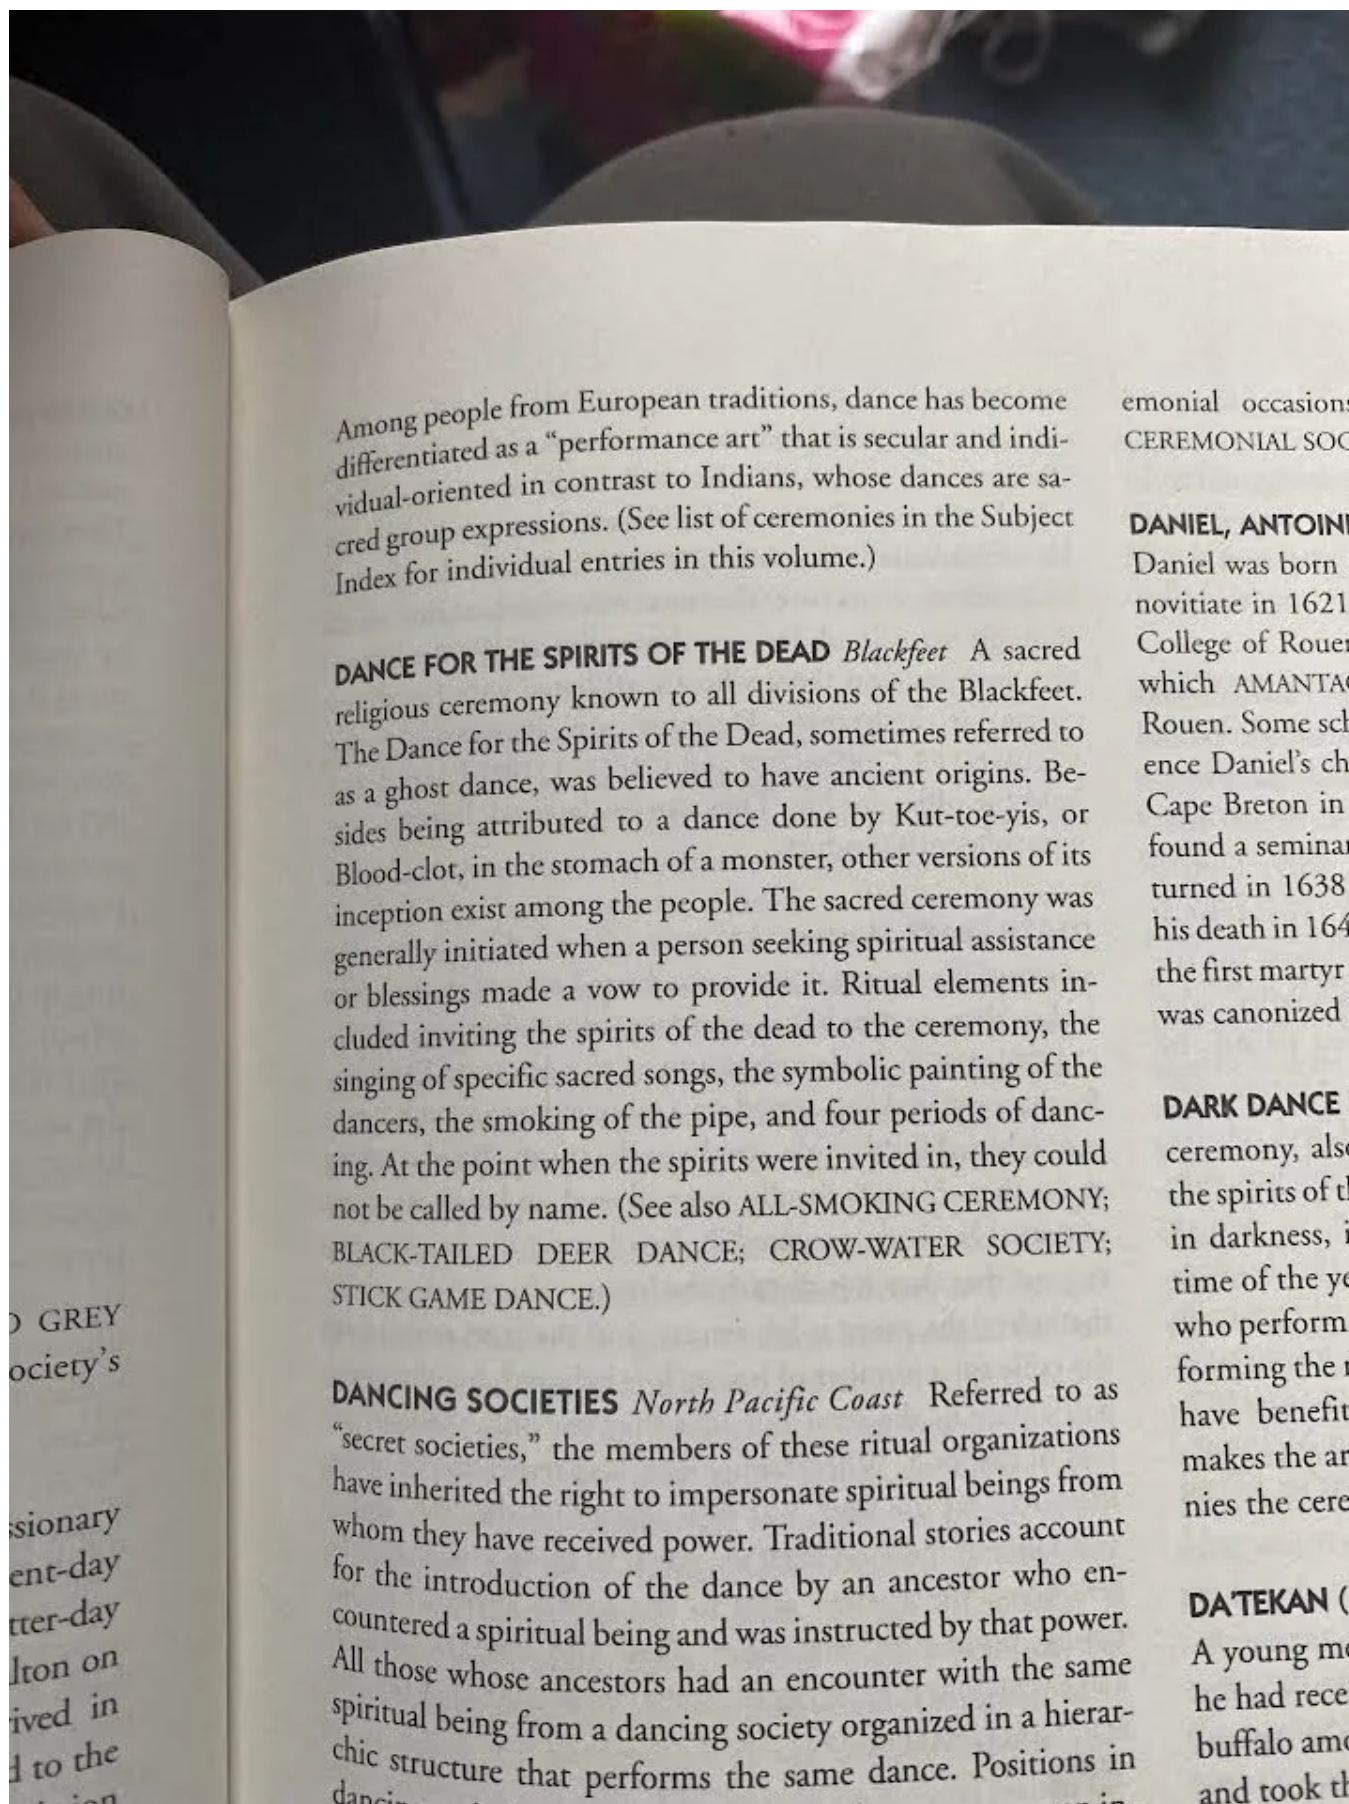 Among people from European traditions, dance has become
differentiated as a “performance art” that is secular and indi-
vidual-oriented in contrast to Indians, whose dances are sa-
cred group expressions. (See list of ceremonies in the Subject
Index for individual entries in this volume.)
DANCE FOR THE SPIRITS OF THE DEAD Blackfeet A sacred
religious ceremony known to all divisions of the Blackfeet.
The Dance for the Spirits of the Dead, sometimes referred to
as a ghost dance, was believed to have ancient origins. Be-
sides being attributed to a dance done by Kut-toe-yis, or
Blood-clot, in the stomach of a monster, other versions of its
inception exist among the people. The sacred ceremony was
generally initiated when a person seeking spiritual assistance
or blessings made a vow to provide it. Ritual elements in-
cluded inviting the spirits of the dead to the ceremony, the
singing of specific sacred songs, the symbolic painting of the
dancers, the smoking of the pipe, and four periods of danc-
ing. At the point when the spirits were invited in, they could
not be called by name. (See also ALL-SMOKING CEREMONY;
BLACK-TAILED DEER DANCE; CROW-WATER SOCIETY;
STICK GAME DANCE.)
DANCING SOCIETIES North Pacific Coast Referred to as
“secret societies,” the members of these ritual organizations
have inherited the right to impersonate spiritual beings from
whom they have received power. Traditional stories account
for the introduction of the dance by an ancestor who en-
countered a spiritual being and was instructed by that power.
All those whose ancestors had an encounter with the same
spiritual being from a dancing society organized in a hierar-
chic structure that performs the same dance. Positions in
emonial occasions
CEREMONIAL SOC
DANIEL, ANTOIN
Daniel was born
novitiate in 1621
College of Rouen
which AMANTAC
Rouen. Some sch
ence Daniel’s ch
Cape Breton in
found a seminar
turned in 1638
his death in 164
the first martyr
was canonized
DARK DANCE
ceremony, also
the spirits of th
in darkness, i
time of the ye
who perform
forming the r
have benefit
makes the ar
nies the cere
DA’TEKAN (
A young me
he had rece
buffalo amo
and took th
GREY
ociety’s
ssionary
ent-day
tter-day
lton on
ived in
d to the